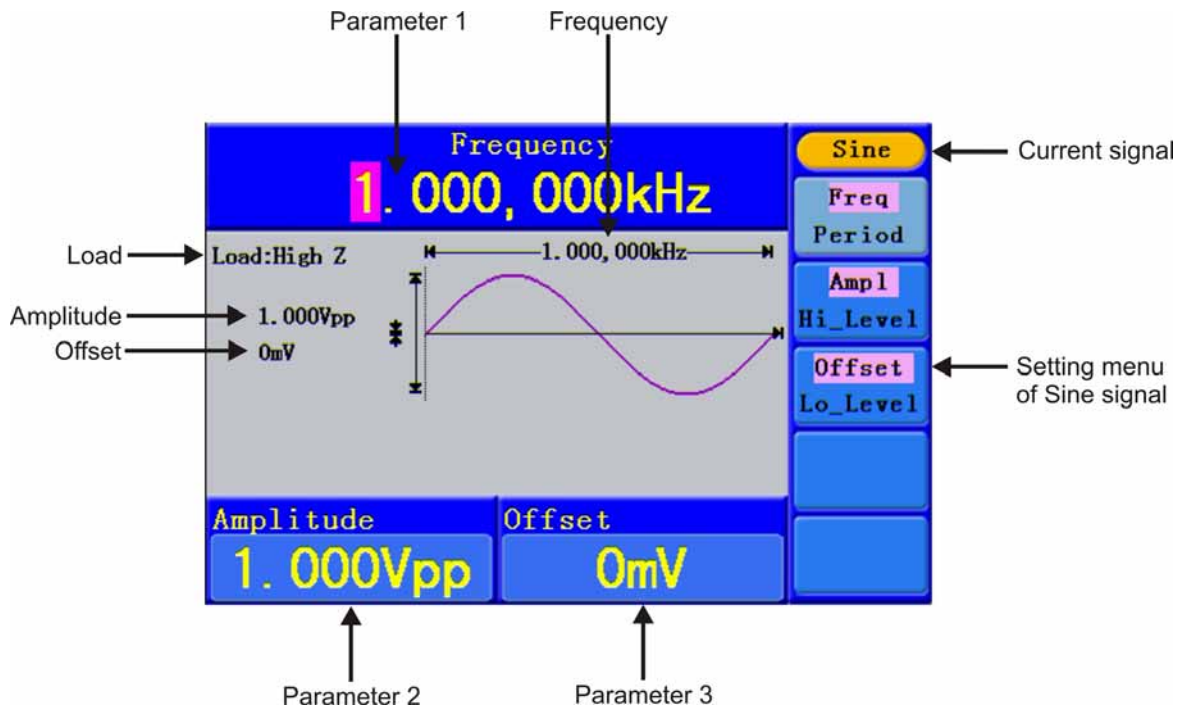 Parameter 1
Frequency
Frequency
1.000,000kHz
Sine
Current signal
Freq
Period
Load
Load:High Z
1.000,000kHz
Ampl
Hi_Level
Amplitude
1.000Vpp
Offset
0mV
Offset
Lo_Level
Setting menu
of Sine signal
Amplitude
Offset
1.000Vpp
0mV
Parameter 2
Parameter 3